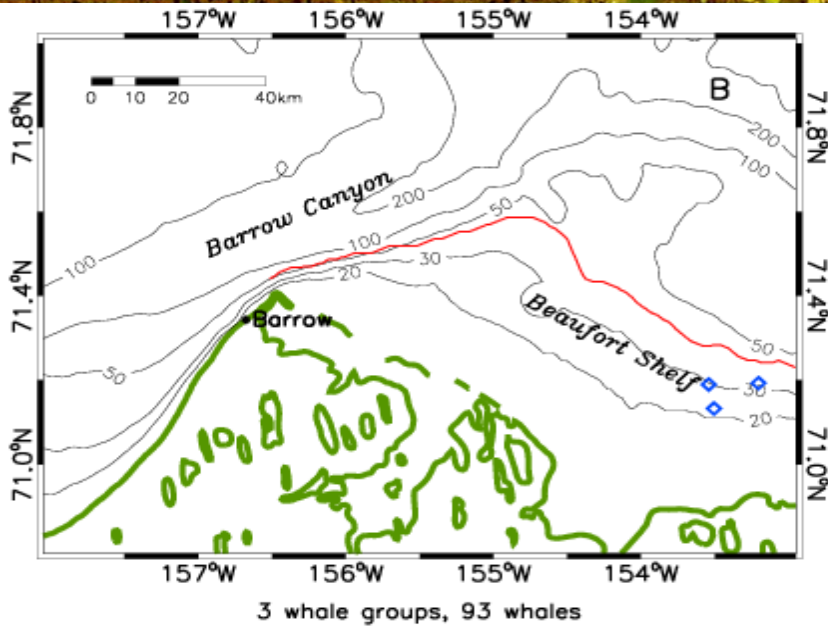 157°W 156°W 155°W 154°W
B
0 10 20 40km
71.8°N 71.8°N
200
100
Barrow Canyon
200
50
100
100
30
20
71.4°N 71.4°N
Barrow
Beaufort Shelf
50
50
30
20
71.0°N 71.0°N
157°W 156°W 155°W 154°W
3 whale groups, 93 whales